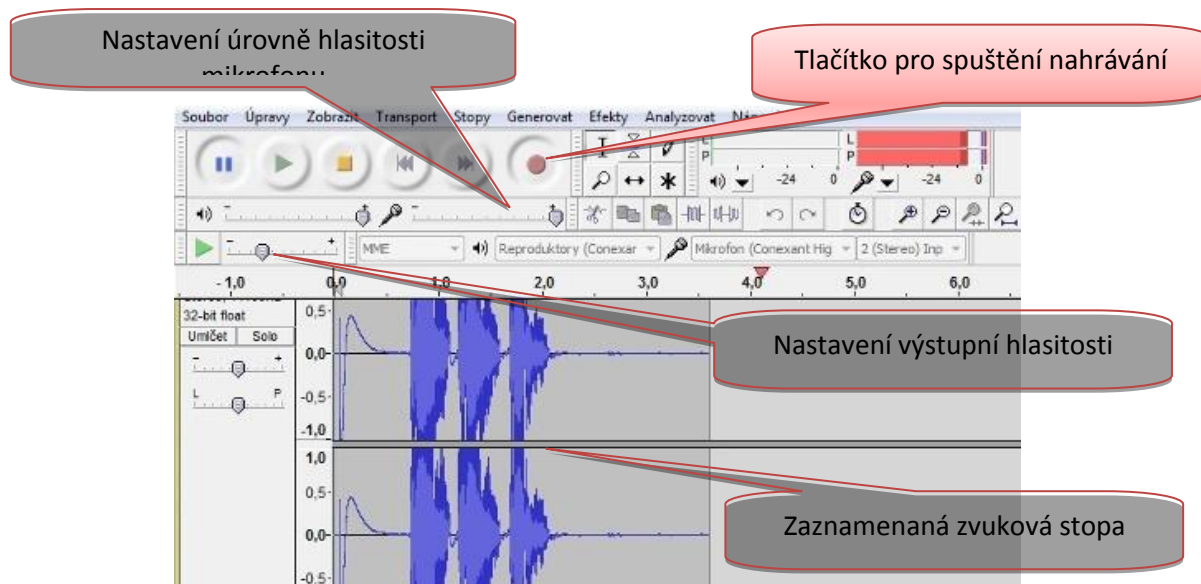 Nastavení úrovně hlasitosti
mikrofonu
Tlačítko pro spuštění nahrávání
Soubor Úpravy Zobrazit Transport Stopy Generovat Efekty Analyzovat
L
P
-24 0
L
P
-24 0
MME
Reproduktory (Conexar
Mikrofon (Conexant Hig
2 (Stereo) Inp
- 1,0 0,0 1,0 2,0 3,0 4,0 5,0 6,0
32-bit float
Umlčet Solo
- +
L P
0,5
0,0
-0,5
-1,0
Nastavení výstupní hlasitosti
1,0
0,5
0,0
-0,5
Zaznamenaná zvuková stopa